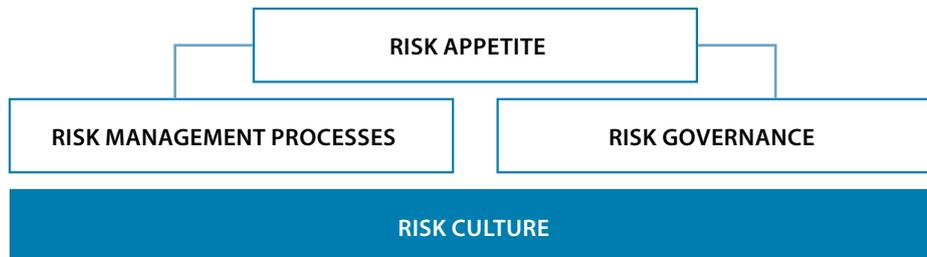 RISK APPETITE
RISK MANAGEMENT PROCESSES
RISK GOVERNANCE
RISK CULTURE